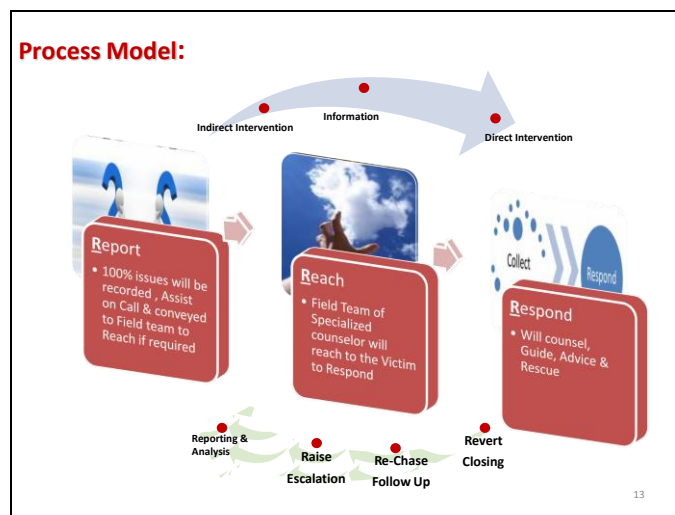 Process Model:
Indirect Intervention
Information
Direct Intervention
Report
• 100% issues will be
recorded , Assist
on Call & conveyed
to Field team to
Reach if required
Reach
• Field Team of
Specialized
counselor will
reach to the Victim
to Respond
Collect
Respond
Respond
• Will counsel,
Guide, Advice &
Rescue
Reporting &
Analysis
Raise
Escalation
Re-Chase
Follow Up
Revert
Closing
13